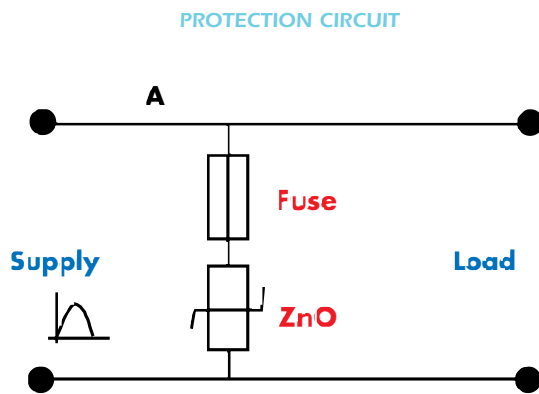 PROTECTION CIRCUIT
A
Fuse
Supply
Load
ZnO